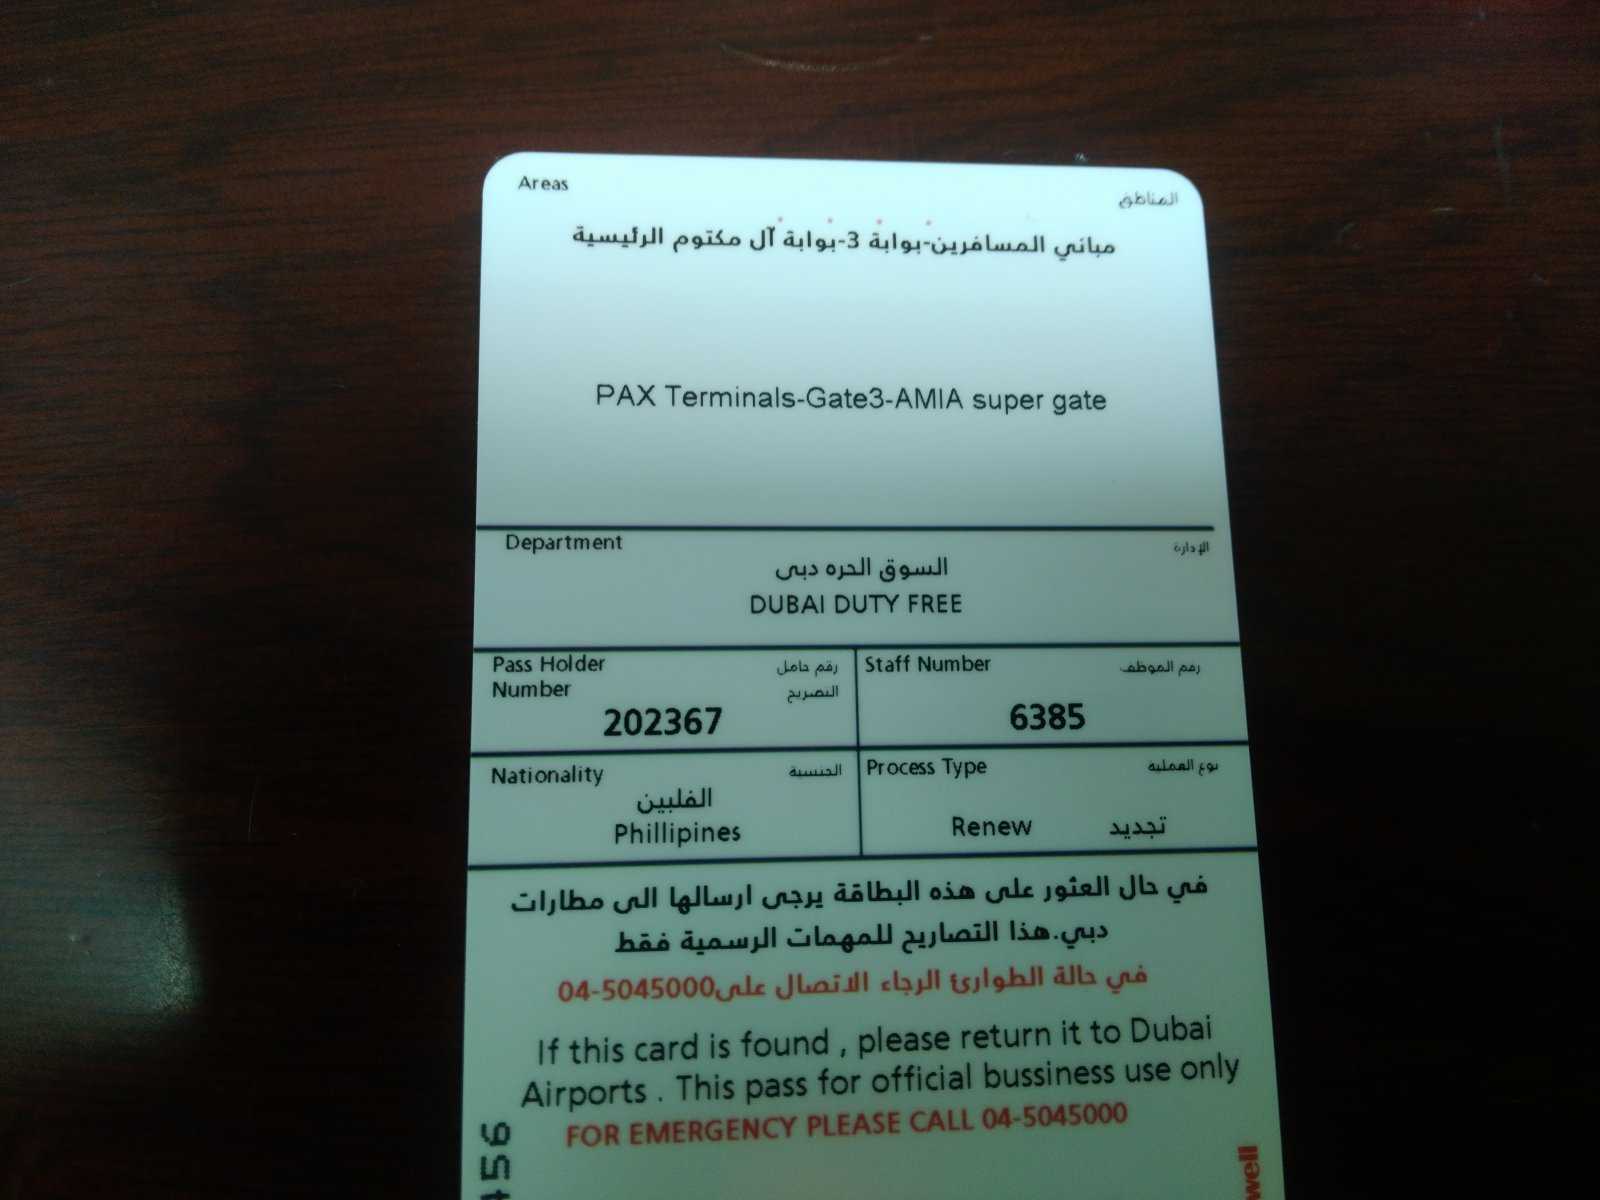 Areas المناطق
مباني المسافرين-بوابة 3-بوابة آل مكتوم الرئيسية
PAX Terminals-Gate3-AMIA super gate
Department الإدارة
السوق الحره دبى
DUBAI DUTY FREE
Pass Holder رقم حامل
Number التصريح
202367
Staff Number رقم الموظف
6385
Nationality الجنسية
الفلبين
Phillipines
Process Type نوع العملية
Renew تجديد
في حال العثور على هذه البطاقة يرجى ارسالها الى مطارات
دبي.هذا التصاريح للمهمات الرسمية فقط
في حالة الطوارئ الرجاء الاتصال على04-5045000
If this card is found , please return it to Dubai
Airports . This pass for official bussiness use only
FOR EMERGENCY PLEASE CALL 04-5045000
456
well